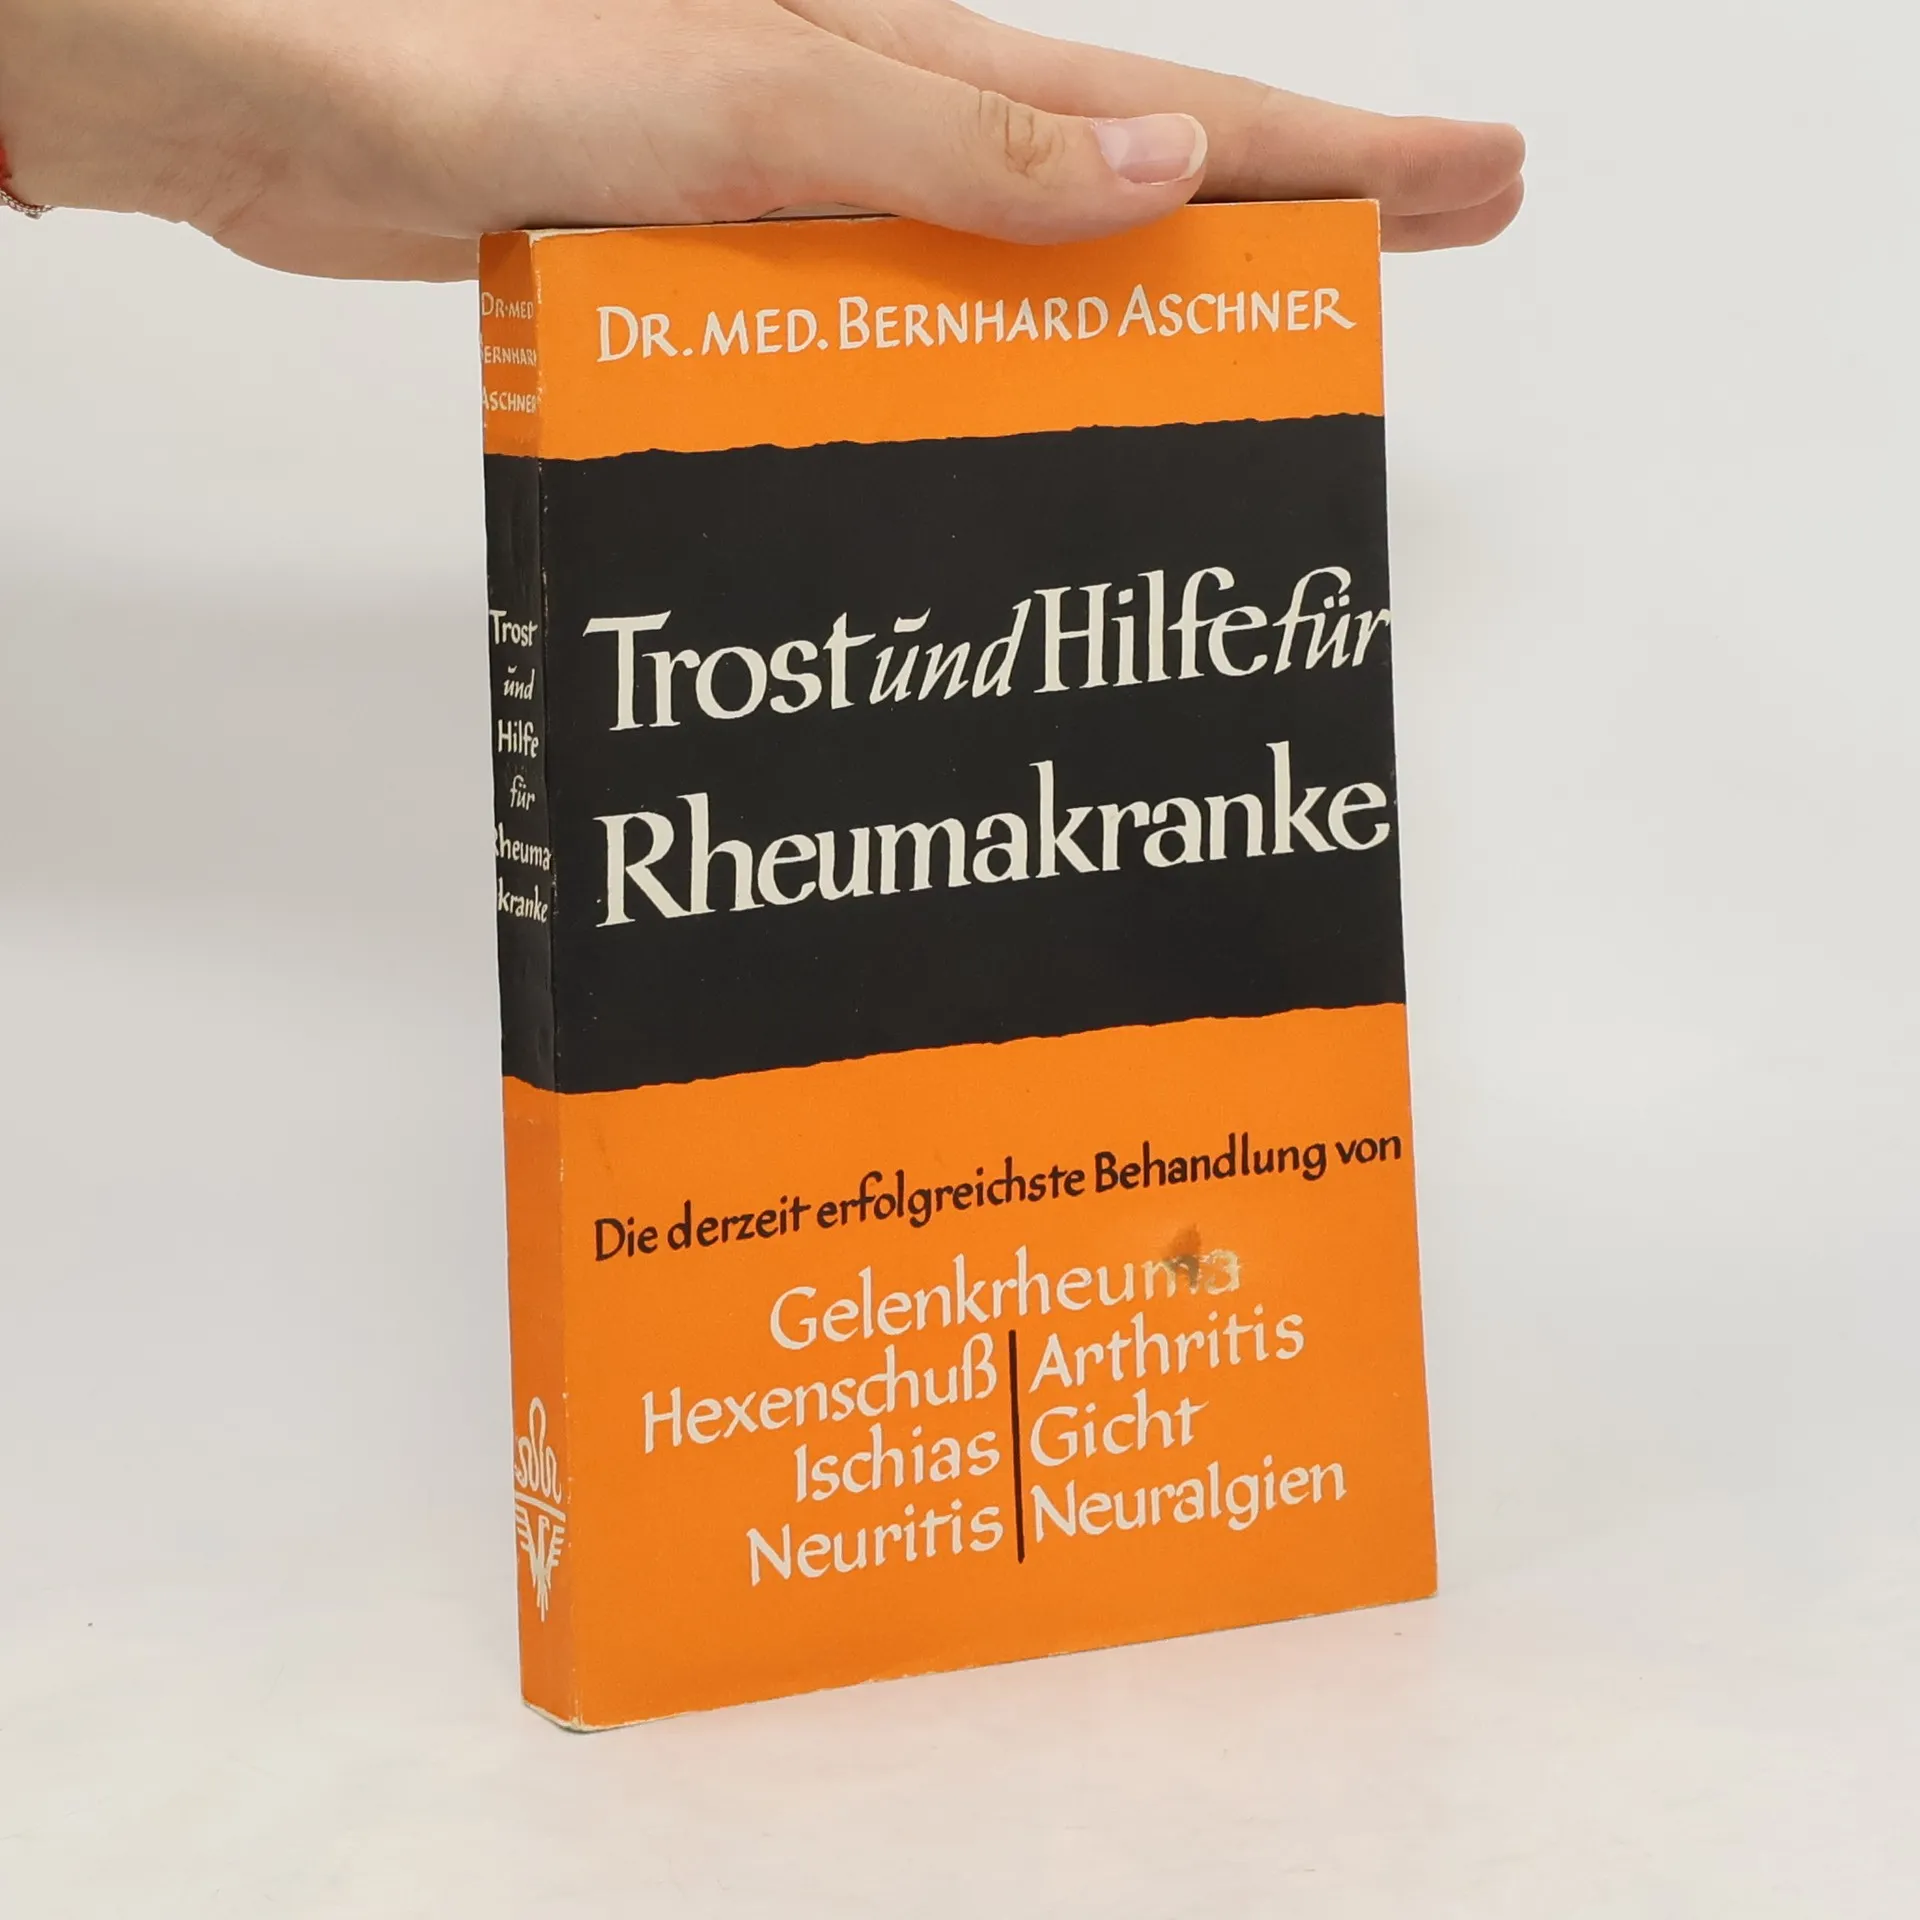 DR. MED. BERNHARD ASCHNER
Trost und Hilfe für
Rheumakranke
Die derzeit erfolgreichste Behandlung von
Gelenkrheuma
Hexenschuß | Arthritis
Ischias | Gicht
Neuritis | Neuralgien
DR·MED
BERNHARD
ASCHNER
Trost
und
Hilfe
für
Rheuma
kranke